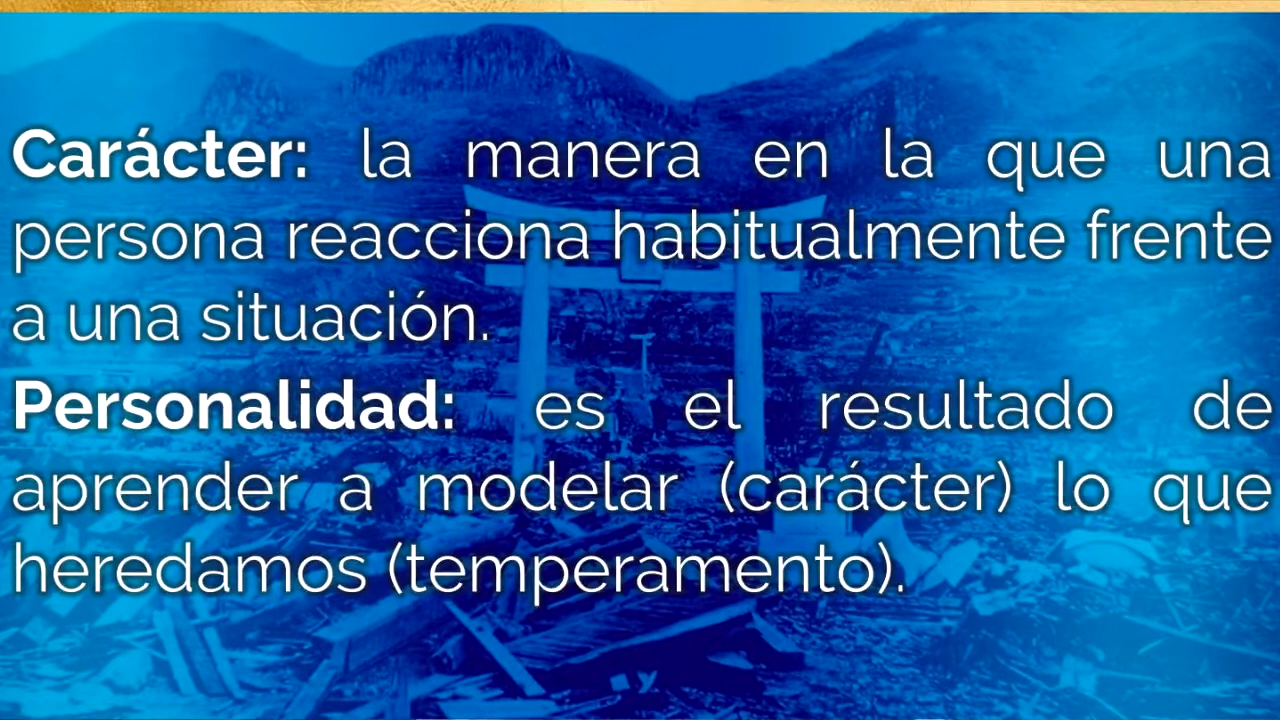 Carácter: la manera en la que una
persona reacciona habitualmente frente
a una situación.
Personalidad: es el resultado de
aprender a modelar (carácter) lo que
heredamos (temperamento).